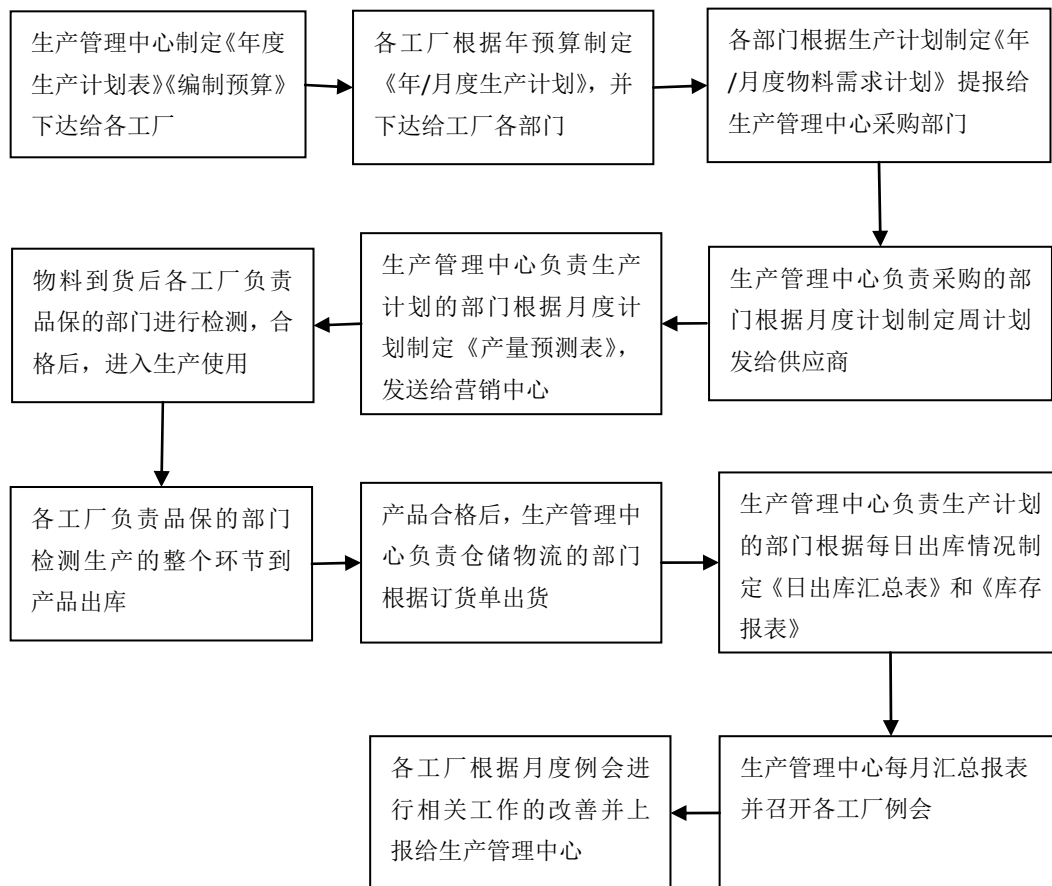 生产管理中心制定《年度
生产计划表》《编制预算》
下达给各工厂
各工厂根据年预算制定
《年/月度生产计划》，并
下达给工厂各部门
各部门根据生产计划制定《年
/月度物料需求计划》提报给
生产管理中心采购部门
生产管理中心负责采购的部
门根据月度计划制定周计划
发给供应商
生产管理中心负责生产
计划的部门根据月度计
划制定《产量预测表》，
发送给营销中心
物料到货后各工厂负责
品保的部门进行检测，合
格后，进入生产使用
各工厂负责品保的部门
检测生产的整个环节到
产品出库
产品合格后，生产管理中
心负责仓储物流的部门
根据订货单出货
生产管理中心负责生产计划
的部门根据每日出库情况制
定《日出库汇总表》和《库存
报表》
生产管理中心每月汇总报表
并召开各工厂例会
各工厂根据月度例会进
行相关工作的改善并上
报给生产管理中心